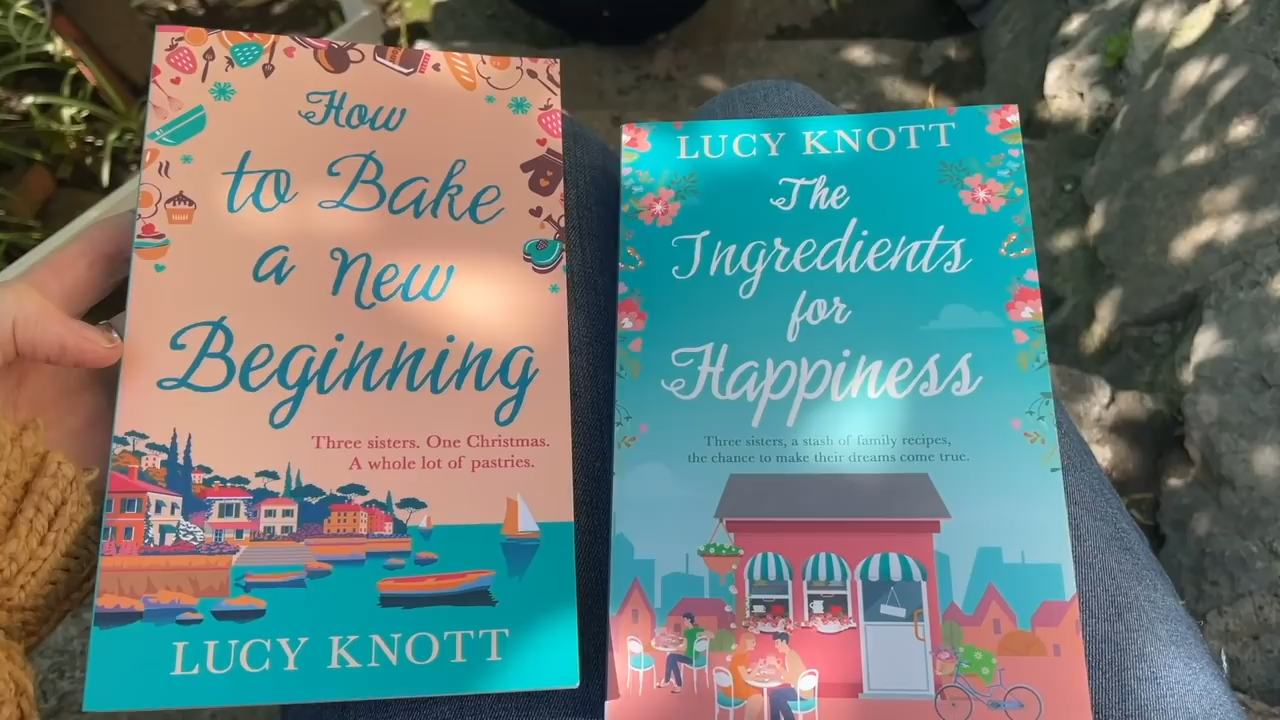 How
to Bake
a New
Beginning
Three sisters. One Christmas.
A whole lot of pastries.
LUCY KNOTT
LUCY KNOTT
The
Ingredients
for
Happiness
Three sisters, a stash of family recipes,
the chance to make their dreams come true.